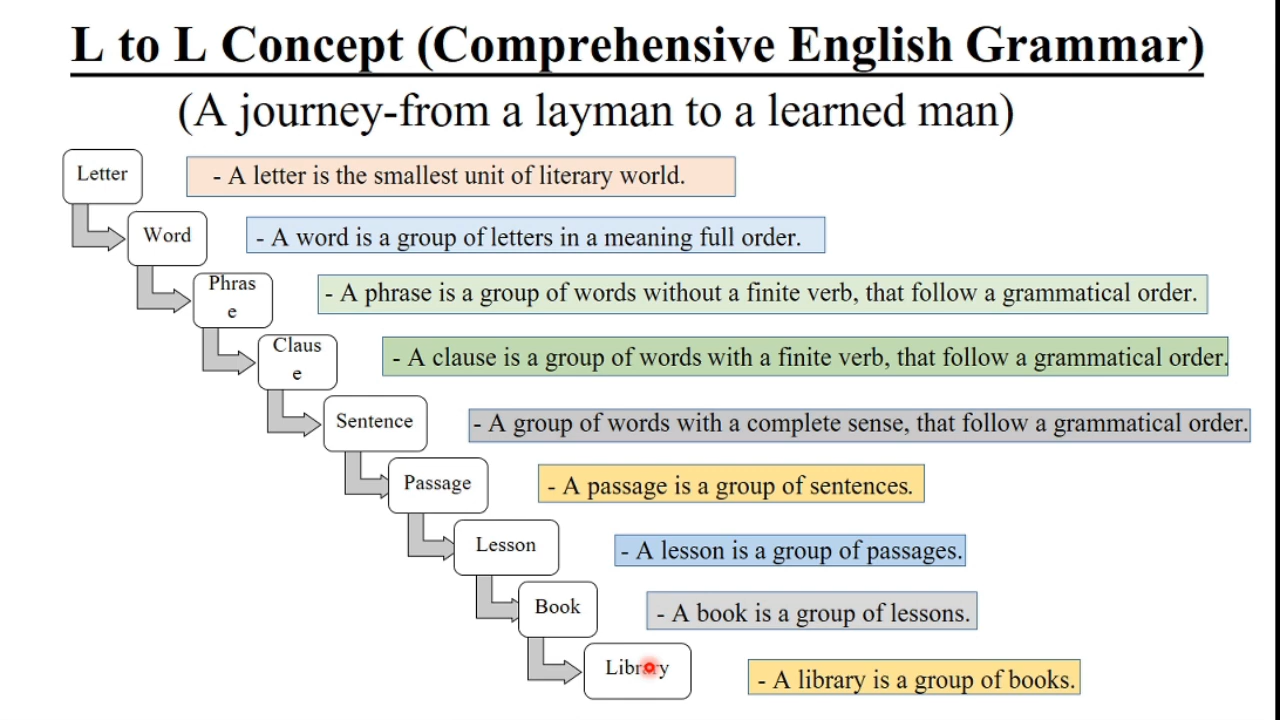 L to L Concept (Comprehensive English Grammar)
(A journey-from a layman to a learned man)
Letter
- A letter is the smallest unit of literary world.
Word
- A word is a group of letters in a meaning full order.
Phras
e
- A phrase is a group of words without a finite verb, that follow a grammatical order.
Claus
e
- A clause is a group of words with a finite verb, that follow a grammatical order.
Sentence
- A group of words with a complete sense, that follow a grammatical order.
Passage
- A passage is a group of sentences.
Lesson
- A lesson is a group of passages.
Book
- A book is a group of lessons.
Library
- A library is a group of books.